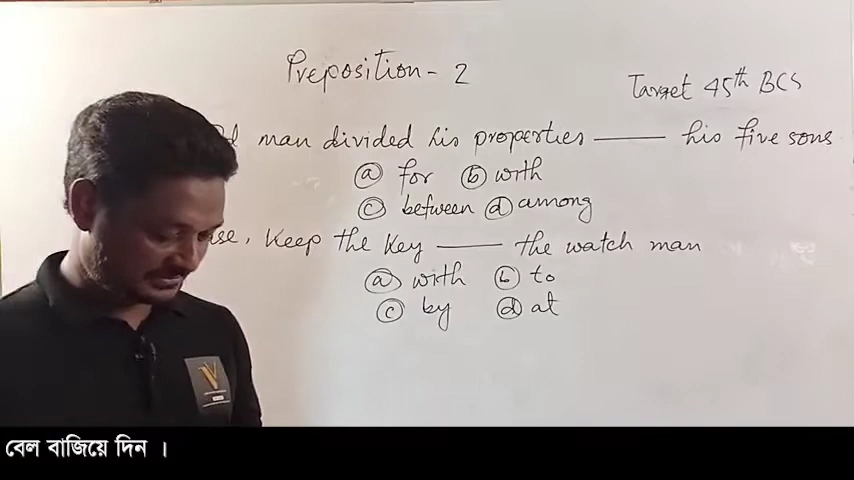 Preposition - 2
Target 45th BCS
man divided his properties ——— his five sons
ⓐ for ⓑ with
ⓒ between ⓓ among
Keep the Key ——— the watch man
ⓐ with ⓑ to
ⓒ by ⓓ at
বেল বাজিয়ে দিন ।